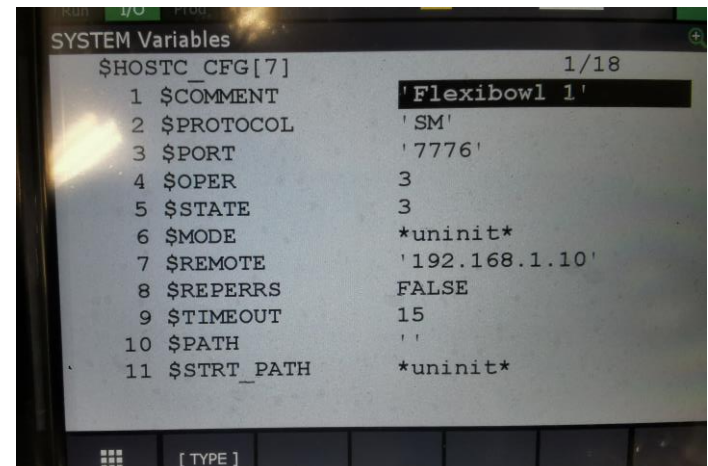 Run I/O Prod
SYSTEM Variables
$HOSTC_CFG[7] 1/18
1 $COMMENT 'Flexibowl 1'
2 $PROTOCOL 'SM'
3 $PORT '7776'
4 $OPER 3
5 $STATE 3
6 $MODE *uninit*
7 $REMOTE '192.168.1.10'
8 $REPERRS FALSE
9 $TIMEOUT 15
10 $PATH ''
11 $STRT_PATH *uninit*
[ TYPE ]